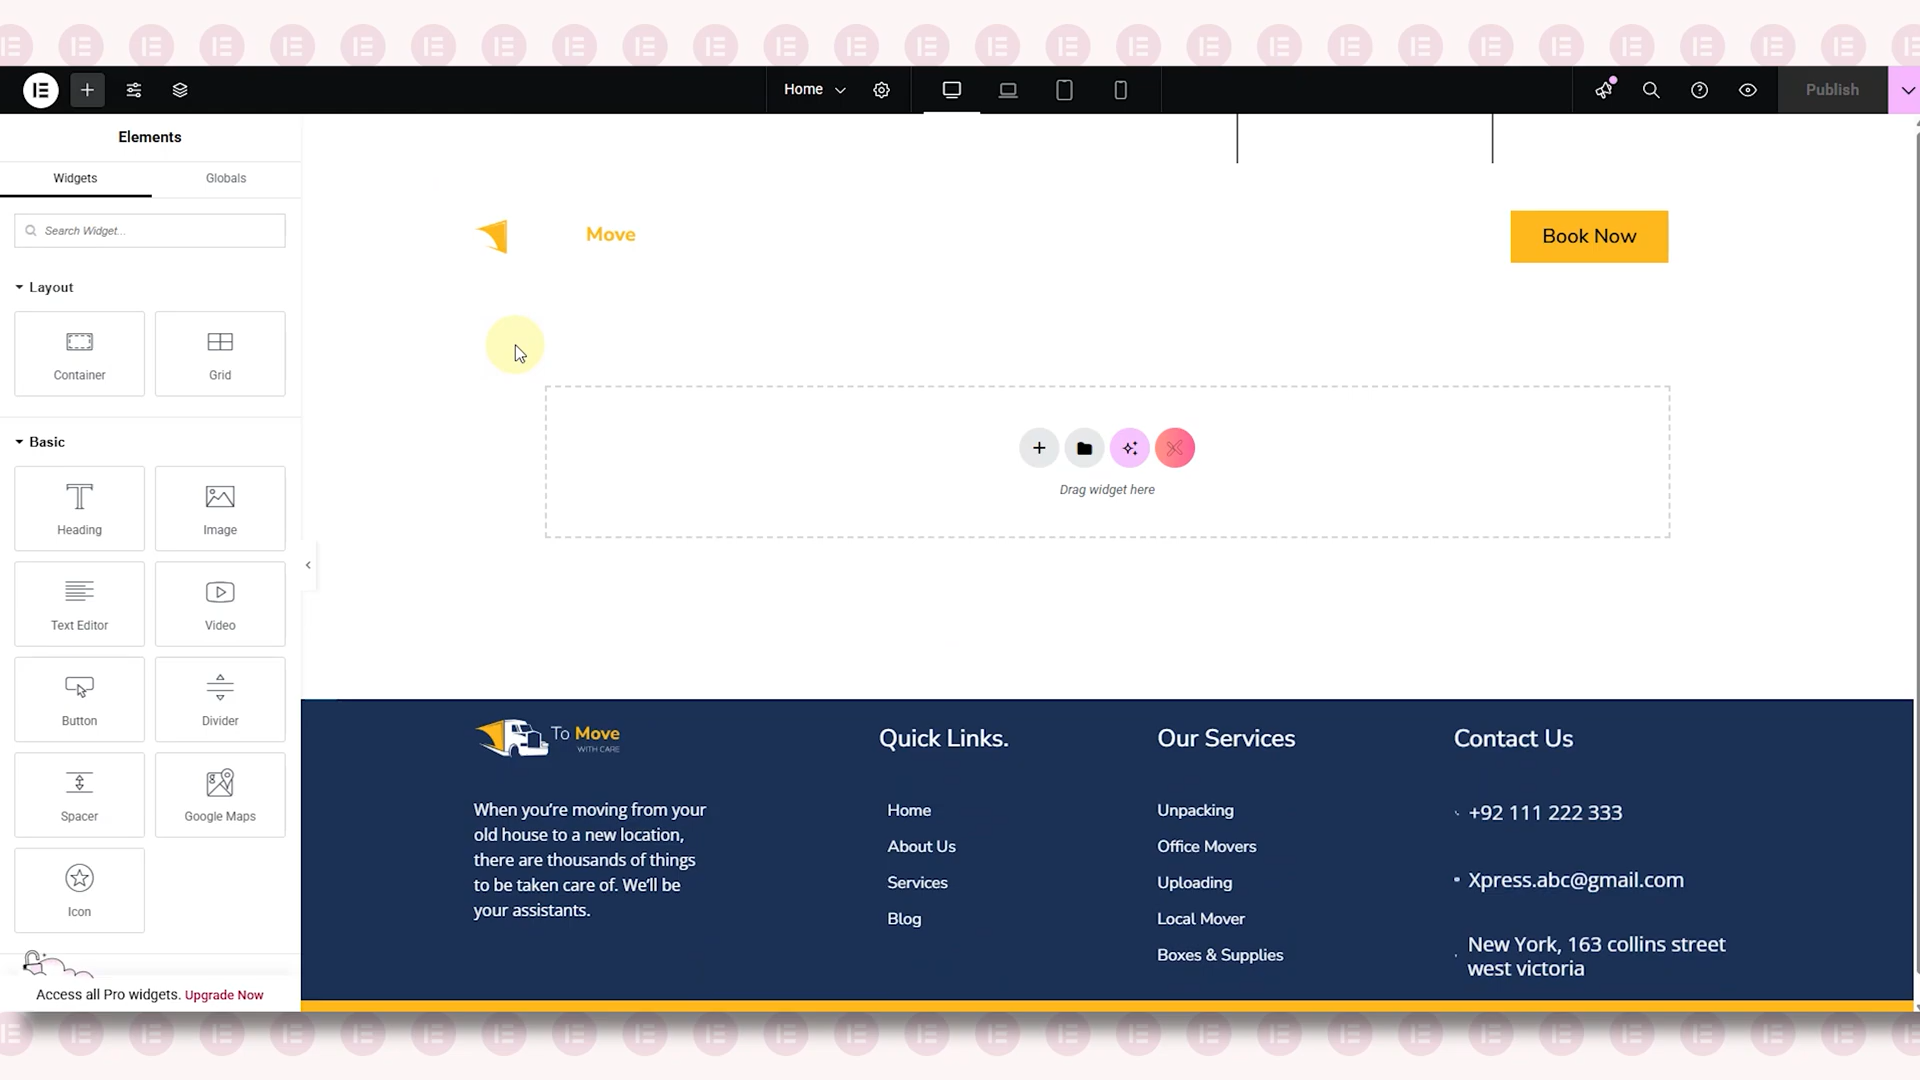 Home
Publish
Elements
Widgets
Globals
Search Widget...
Layout
Container
Grid
Basic
Heading
Image
Text Editor
Video
Button
Divider
Spacer
Google Maps
Icon
Access all Pro widgets. Upgrade Now
Move
Book Now
Drag widget here
To Move
WITH CARE
When you’re moving from your
old house to a new location,
there are thousands of things
to be taken care of. We’ll be
your assistants.
Quick Links.
Home
About Us
Services
Blog
Our Services
Unpacking
Office Movers
Uploading
Local Mover
Boxes & Supplies
Contact Us
+92 111 222 333
Xpress.abc@gmail.com
New York, 163 collins street
west victoria